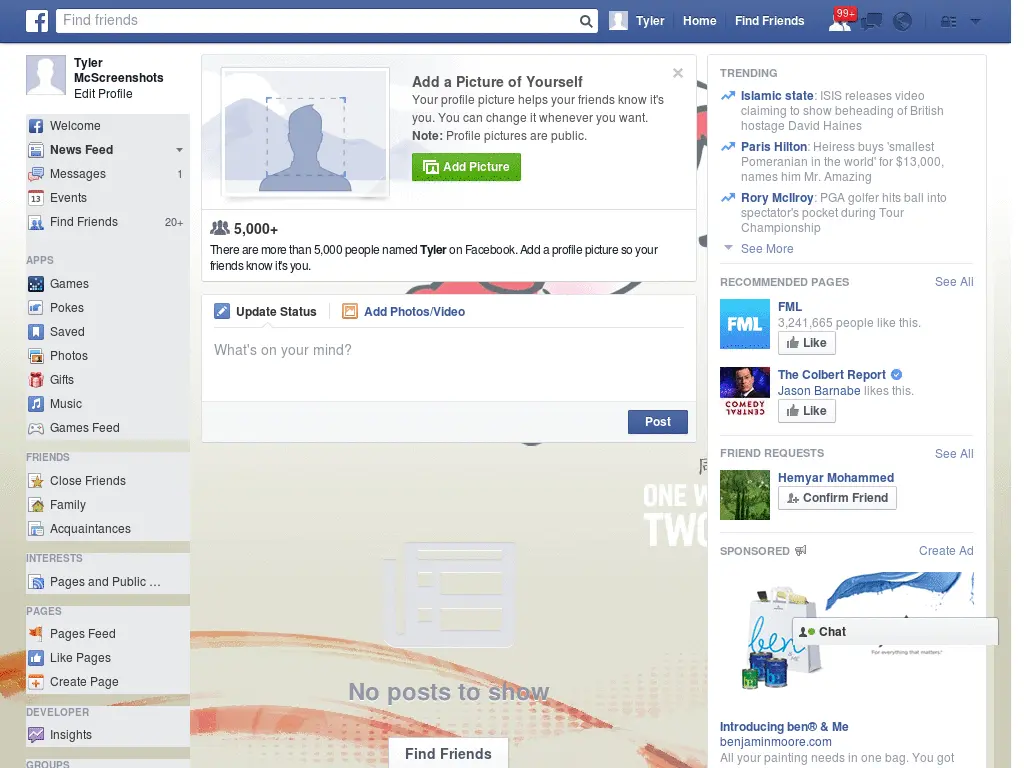 Find friends
Tyler
Home
Find Friends
99+
Tyler
McScreenshots
Edit Profile
Welcome
News Feed
Messages 1
13 Events
Find Friends 20+
APPS
Games
Pokes
Saved
Photos
Gifts
Music
Games Feed
FRIENDS
Close Friends
Family
Acquaintances
INTERESTS
Pages and Public ...
PAGES
Pages Feed
Like Pages
Create Page
DEVELOPER
Insights
GROUPS
Add a Picture of Yourself
Your profile picture helps your friends know it's
you. You can change it whenever you want.
Note: Profile pictures are public.
Add Picture
5,000+
There are more than 5,000 people named Tyler on Facebook. Add a profile picture so your
friends know it's you.
Update Status
Add Photos/Video
What's on your mind?
Post
ONE W
TWO
No posts to show
Find Friends
TRENDING
Islamic state: ISIS releases video
claiming to show beheading of British
hostage David Haines
Paris Hilton: Heiress buys 'smallest
Pomeranian in the world' for $13,000,
names him Mr. Amazing
Rory McIlroy: PGA golfer hits ball into
spectator's pocket during Tour
Championship
See More
RECOMMENDED PAGES See All
FML
FML
3,241,665 people like this.
Like
The Colbert Report
Jason Barnabe likes this.
COMEDY
CENTRAL
Like
FRIEND REQUESTS See All
Hemyar Mohammed
Confirm Friend
SPONSORED Create Ad
ben
Chat
For everything that matters.
Introducing ben® & Me
benjaminmoore.com
All your painting needs in one bag. You got